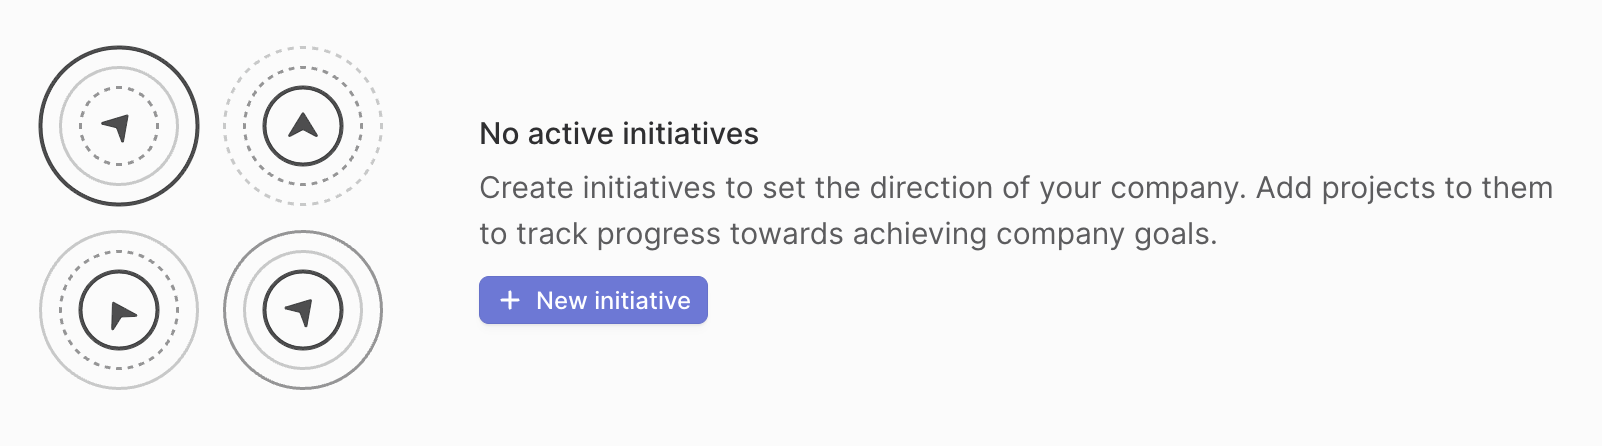 No active initiatives
Create initiatives to set the direction of your company. Add projects to them
to track progress towards achieving company goals.
+ New initiative